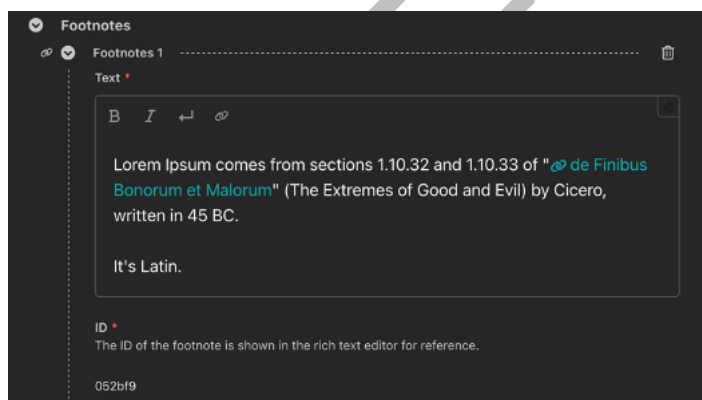 Footnotes
Footnotes 1
Text *
B I
Lorem Ipsum comes from sections 1.10.32 and 1.10.33 of "de Finibus
Bonorum et Malorum" (The Extremes of Good and Evil) by Cicero,
written in 45 BC.
It's Latin.
ID *
The ID of the footnote is shown in the rich text editor for reference.
052bf9